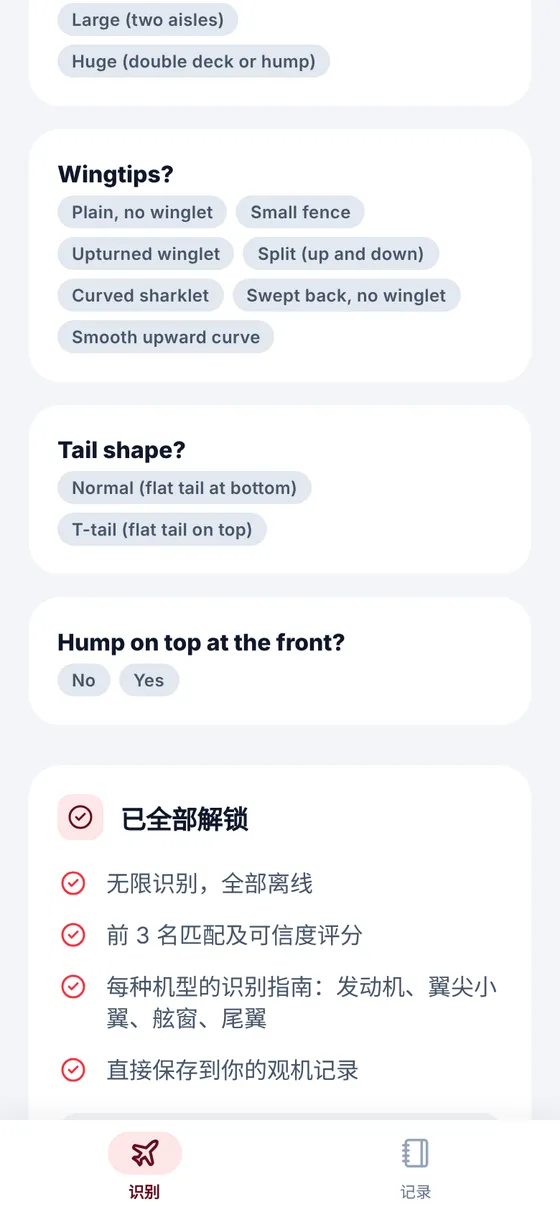 Large (two aisles)
Huge (double deck or hump)
Wingtips?
Plain, no winglet Small fence
Upturned winglet Split (up and down)
Curved sharklet Swept back, no winglet
Smooth upward curve
Tail shape?
Normal (flat tail at bottom)
T-tail (flat tail on top)
Hump on top at the front?
No Yes
已全部解锁
无限识别，全部离线
前 3 名匹配及可信度评分
每种机型的识别指南：发动机、翼尖小
翼、舷窗、尾翼
直接保存到你的观机记录
识别 记录